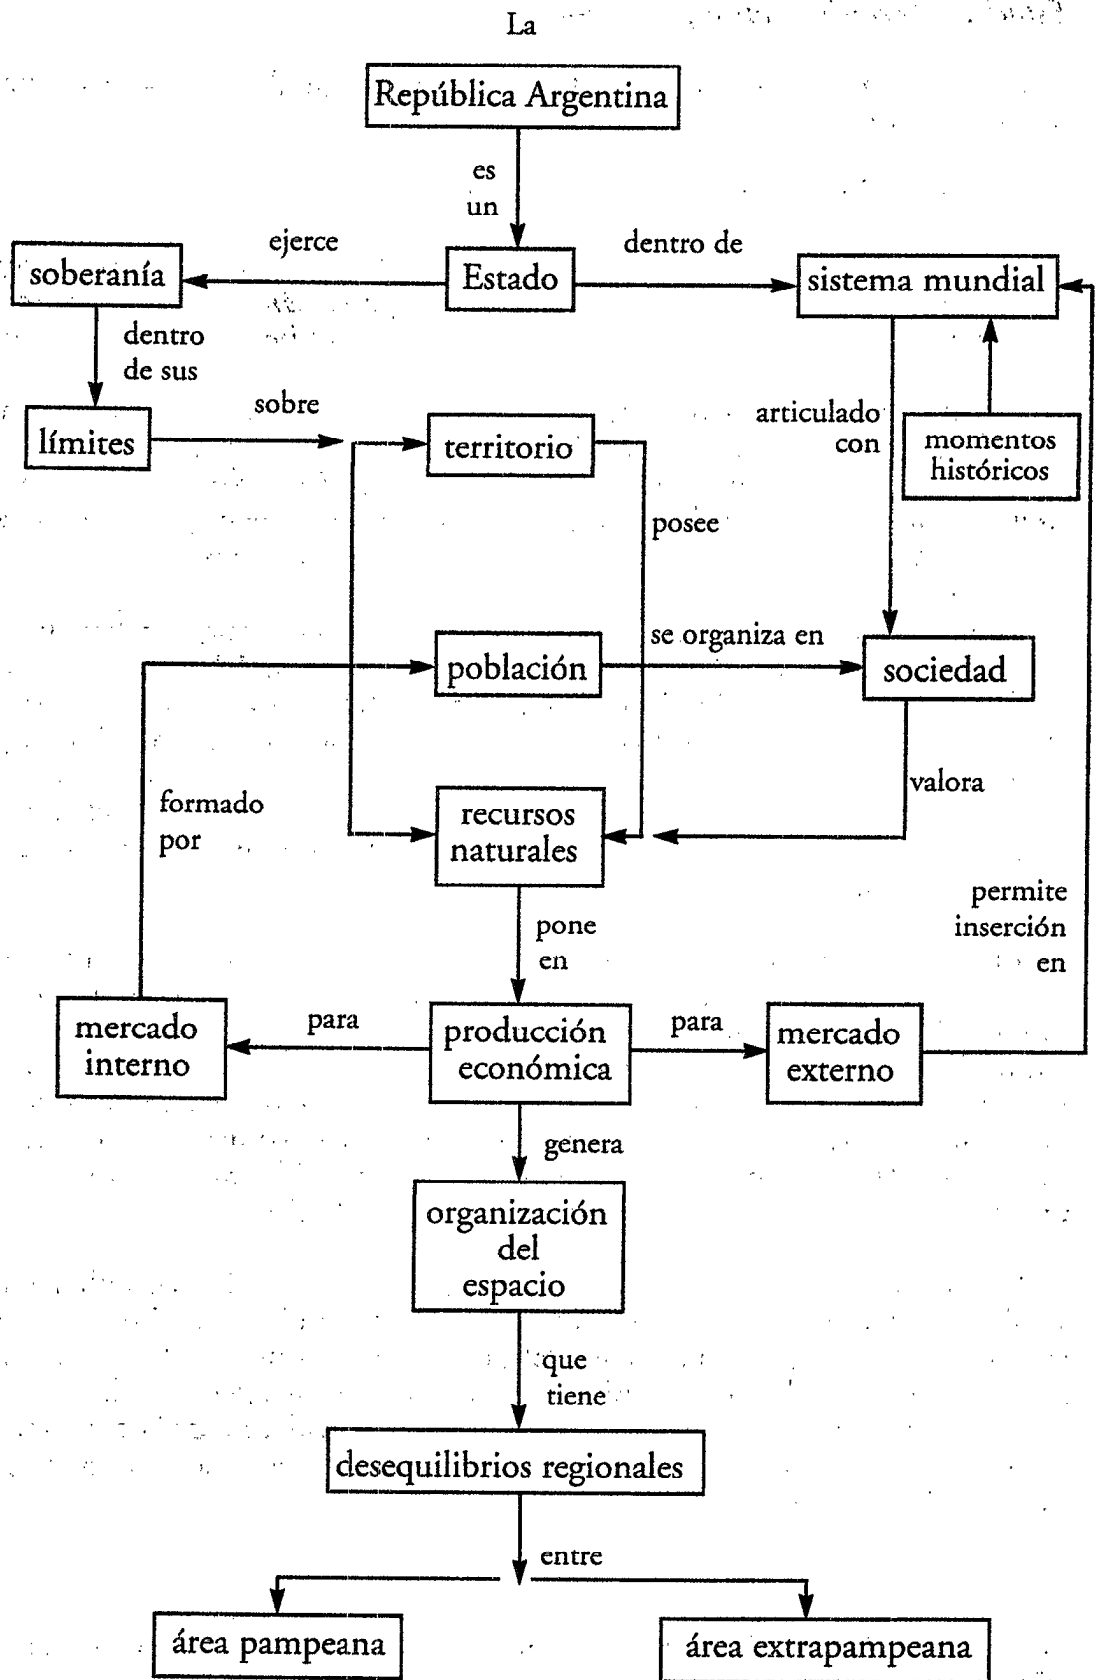 La
República Argentina
es
un
ejerce
dentro de
soberanía
Estado
sistema mundial
dentro
de sus
sobre
articulado
con
límites
territorio
momentos
históricos
posee
se organiza en
población
sociedad
formado
por
valora
recursos
naturales
permite
inserción
en
pone
en
mercado
interno
para
producción
económica
para
mercado
externo
genera
organización
del
espacio
que
tiene
desequilibrios regionales
entre
área pampeana
área extrapampeana